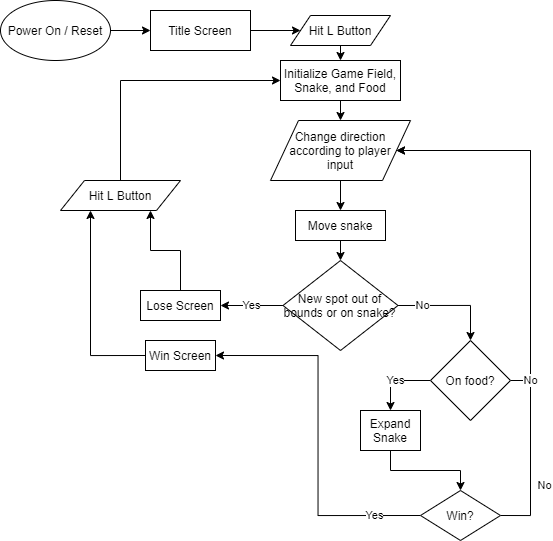 Power On / Reset
Title Screen
Hit L Button
Initialize Game Field,
Snake, and Food
Change direction
according to player
input
Hit L Button
Move snake
New spot out of
bounds or on snake?
Lose Screen
Yes
No
Win Screen
On food?
Yes
No
Expand
Snake
No
Win?
Yes